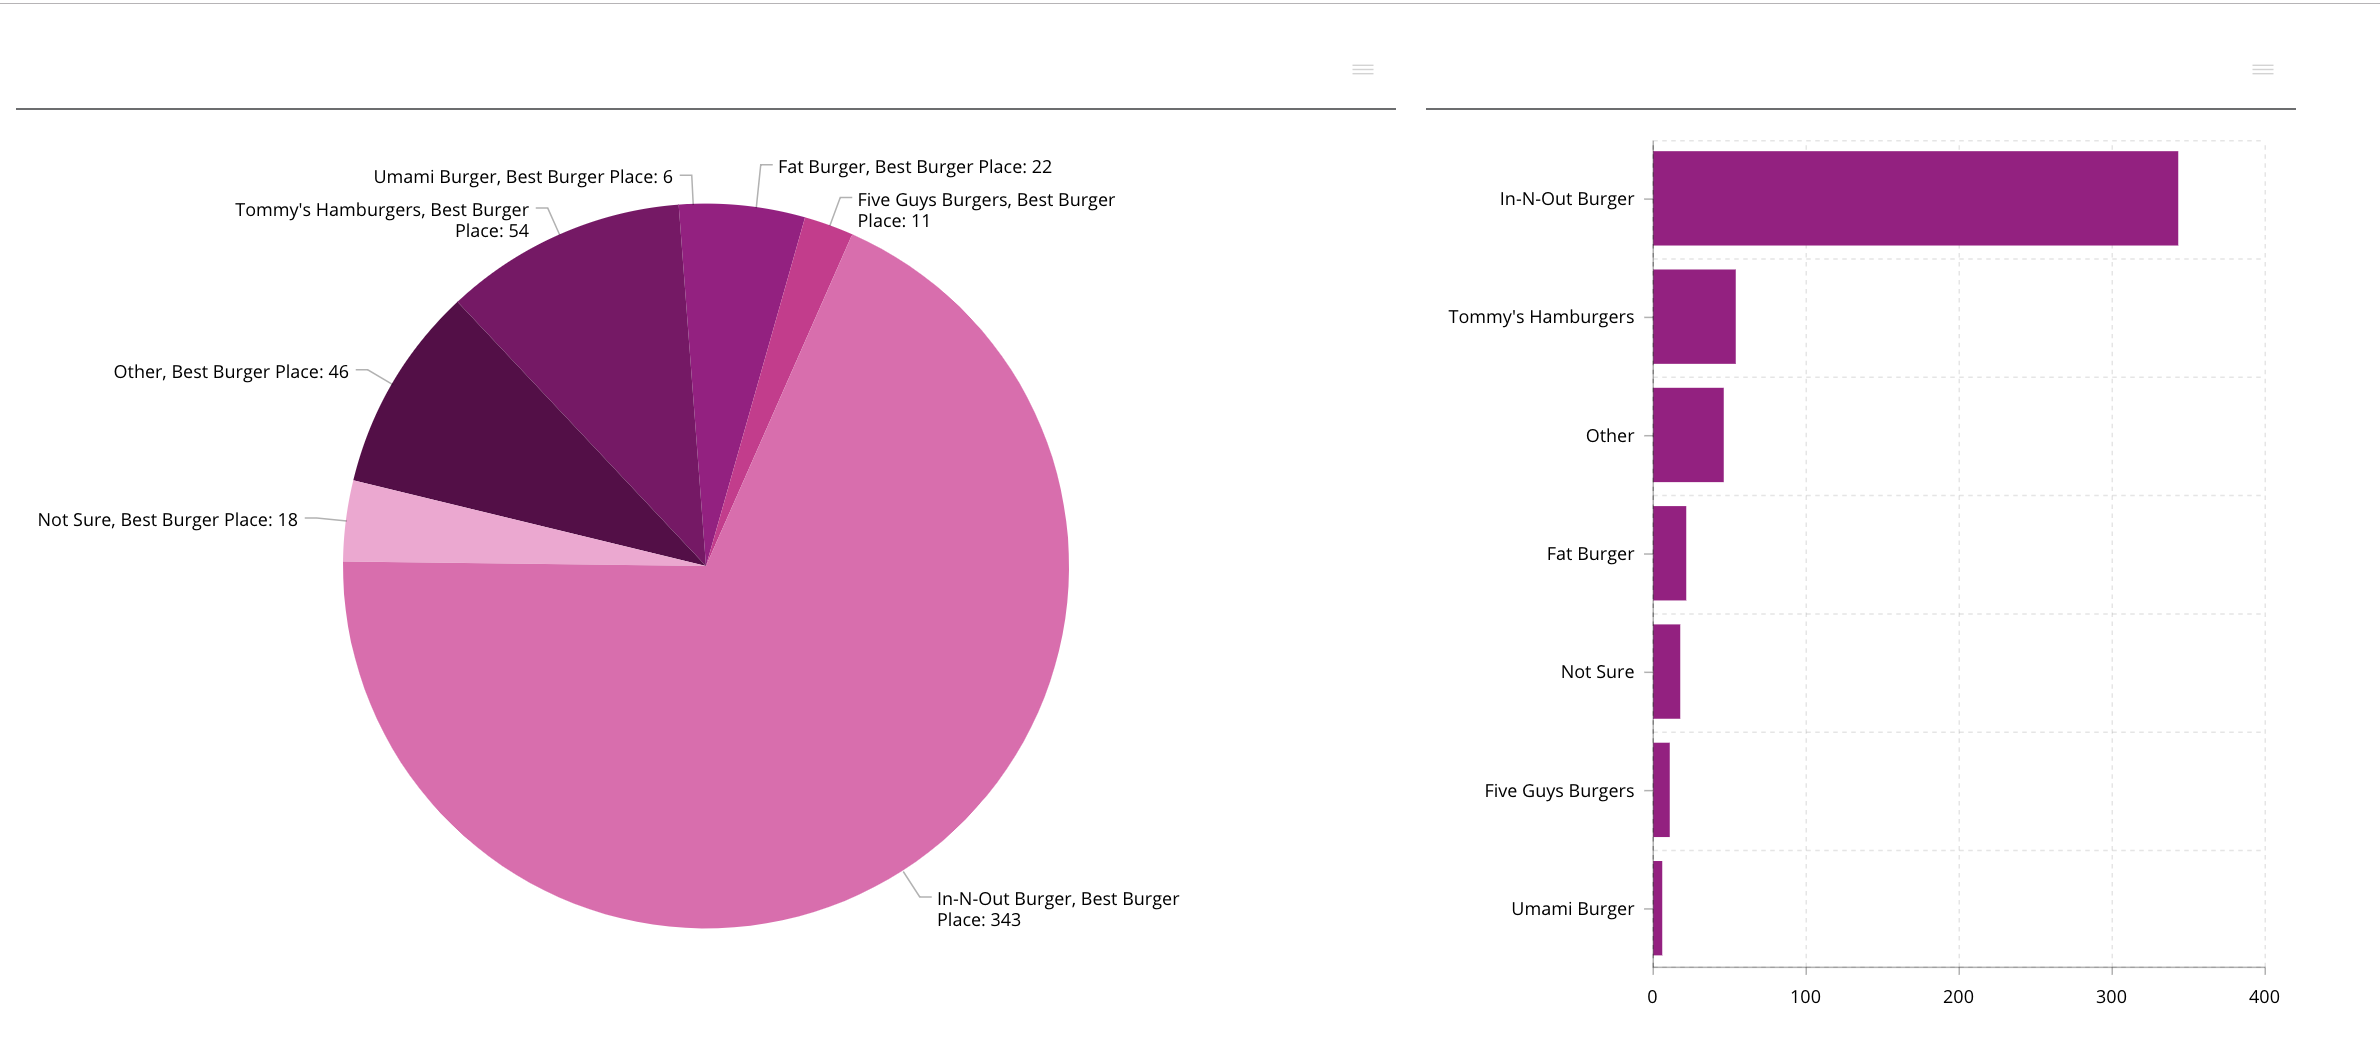 Umami Burger, Best Burger Place: 6
Fat Burger, Best Burger Place: 22
Tommy's Hamburgers, Best Burger
Place: 54
Five Guys Burgers, Best Burger
Place: 11
Other, Best Burger Place: 46
Not Sure, Best Burger Place: 18
In-N-Out Burger, Best Burger
Place: 343
In-N-Out Burger
Tommy's Hamburgers
Other
Fat Burger
Not Sure
Five Guys Burgers
Umami Burger
0 100 200 300 400